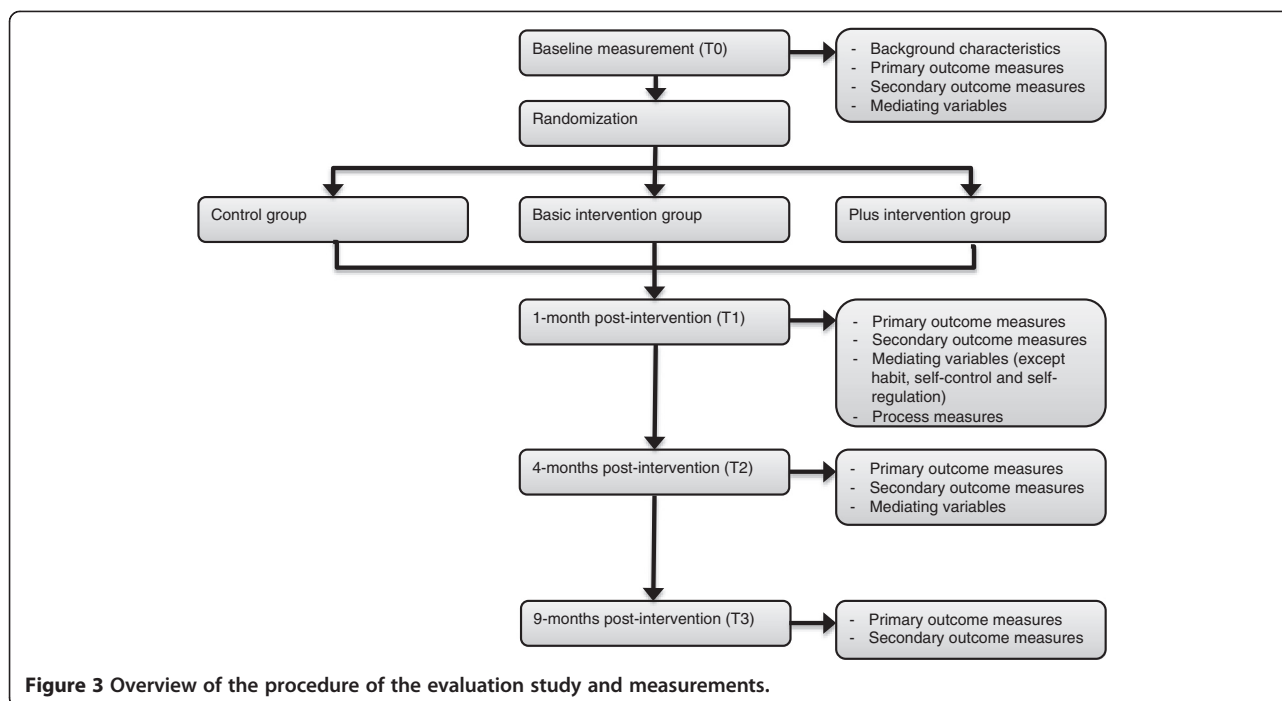 Baseline measurement (T0)
- Background characteristics
- Primary outcome measures
- Secondary outcome measures
- Mediating variables
Randomization
Control group
Basic intervention group
Plus intervention group
1-month post-intervention (T1)
- Primary outcome measures
- Secondary outcome measures
- Mediating variables (except
habit, self-control and self-
regulation)
- Process measures
4-months post-intervention (T2)
- Primary outcome measures
- Secondary outcome measures
- Mediating variables
9-months post-intervention (T3)
- Primary outcome measures
- Secondary outcome measures
Figure 3 Overview of the procedure of the evaluation study and measurements.